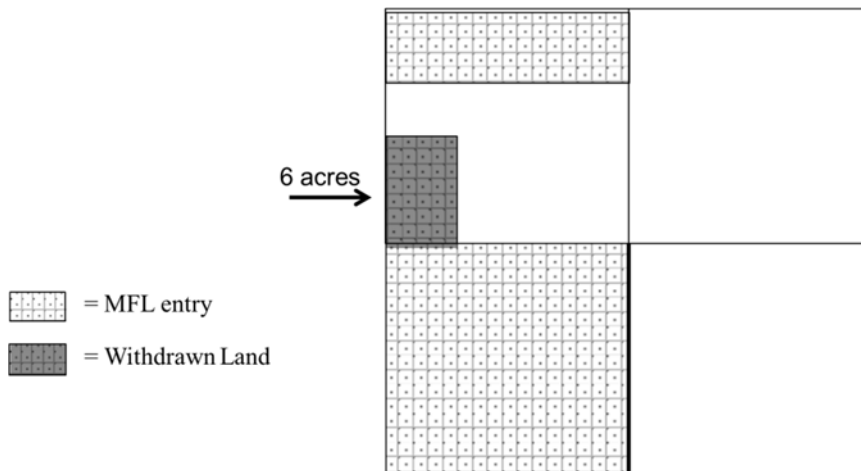 6 acres
= MFL entry
= Withdrawn Land